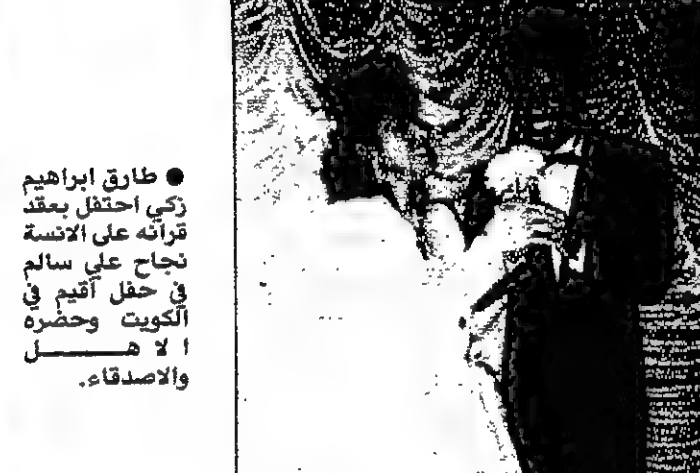 ● طارق ابراهيم
زكي احتفل بعقد
قرانه على الانسة
نجاح علي سالم
في حفل أقيم في
الكويت وحضره
ا لا هـــــــل
والاصدقاء.